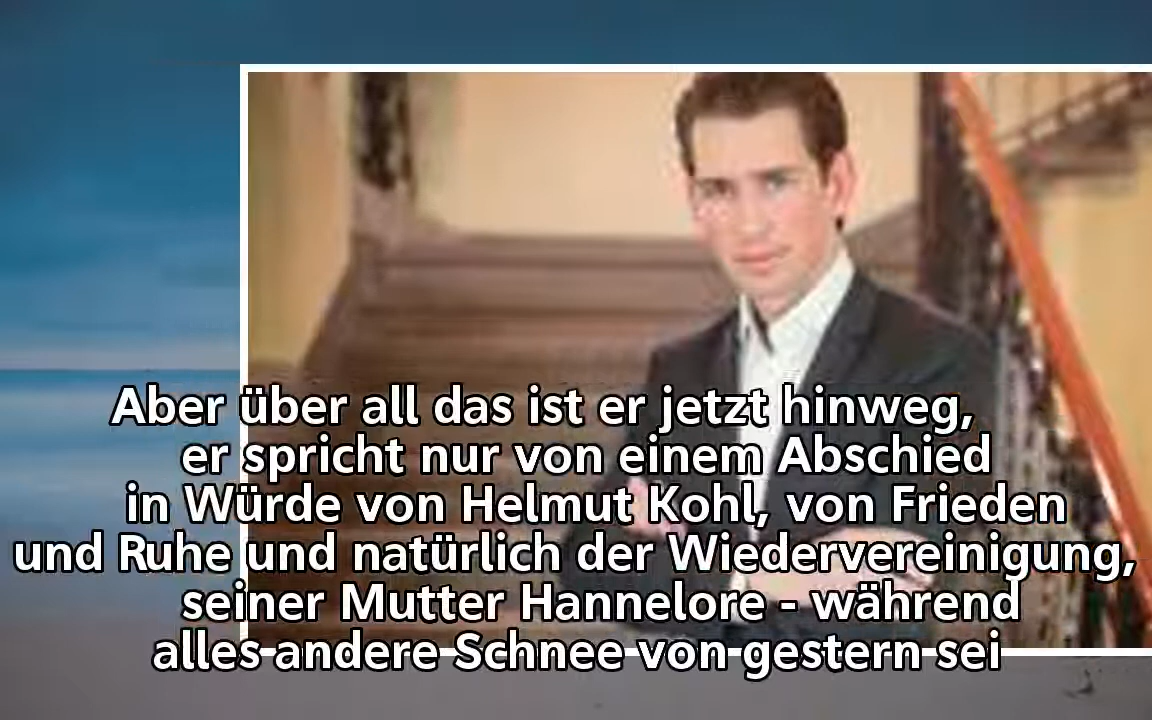 Aber über all das ist er jetzt hinweg,
er spricht nur von einem Abschied
in Würde von Helmut Kohl, von Frieden
und Ruhe und natürlich der Wiedervereinigung,
seiner Mutter Hannelore - während
alles andere Schnee von gestern sei